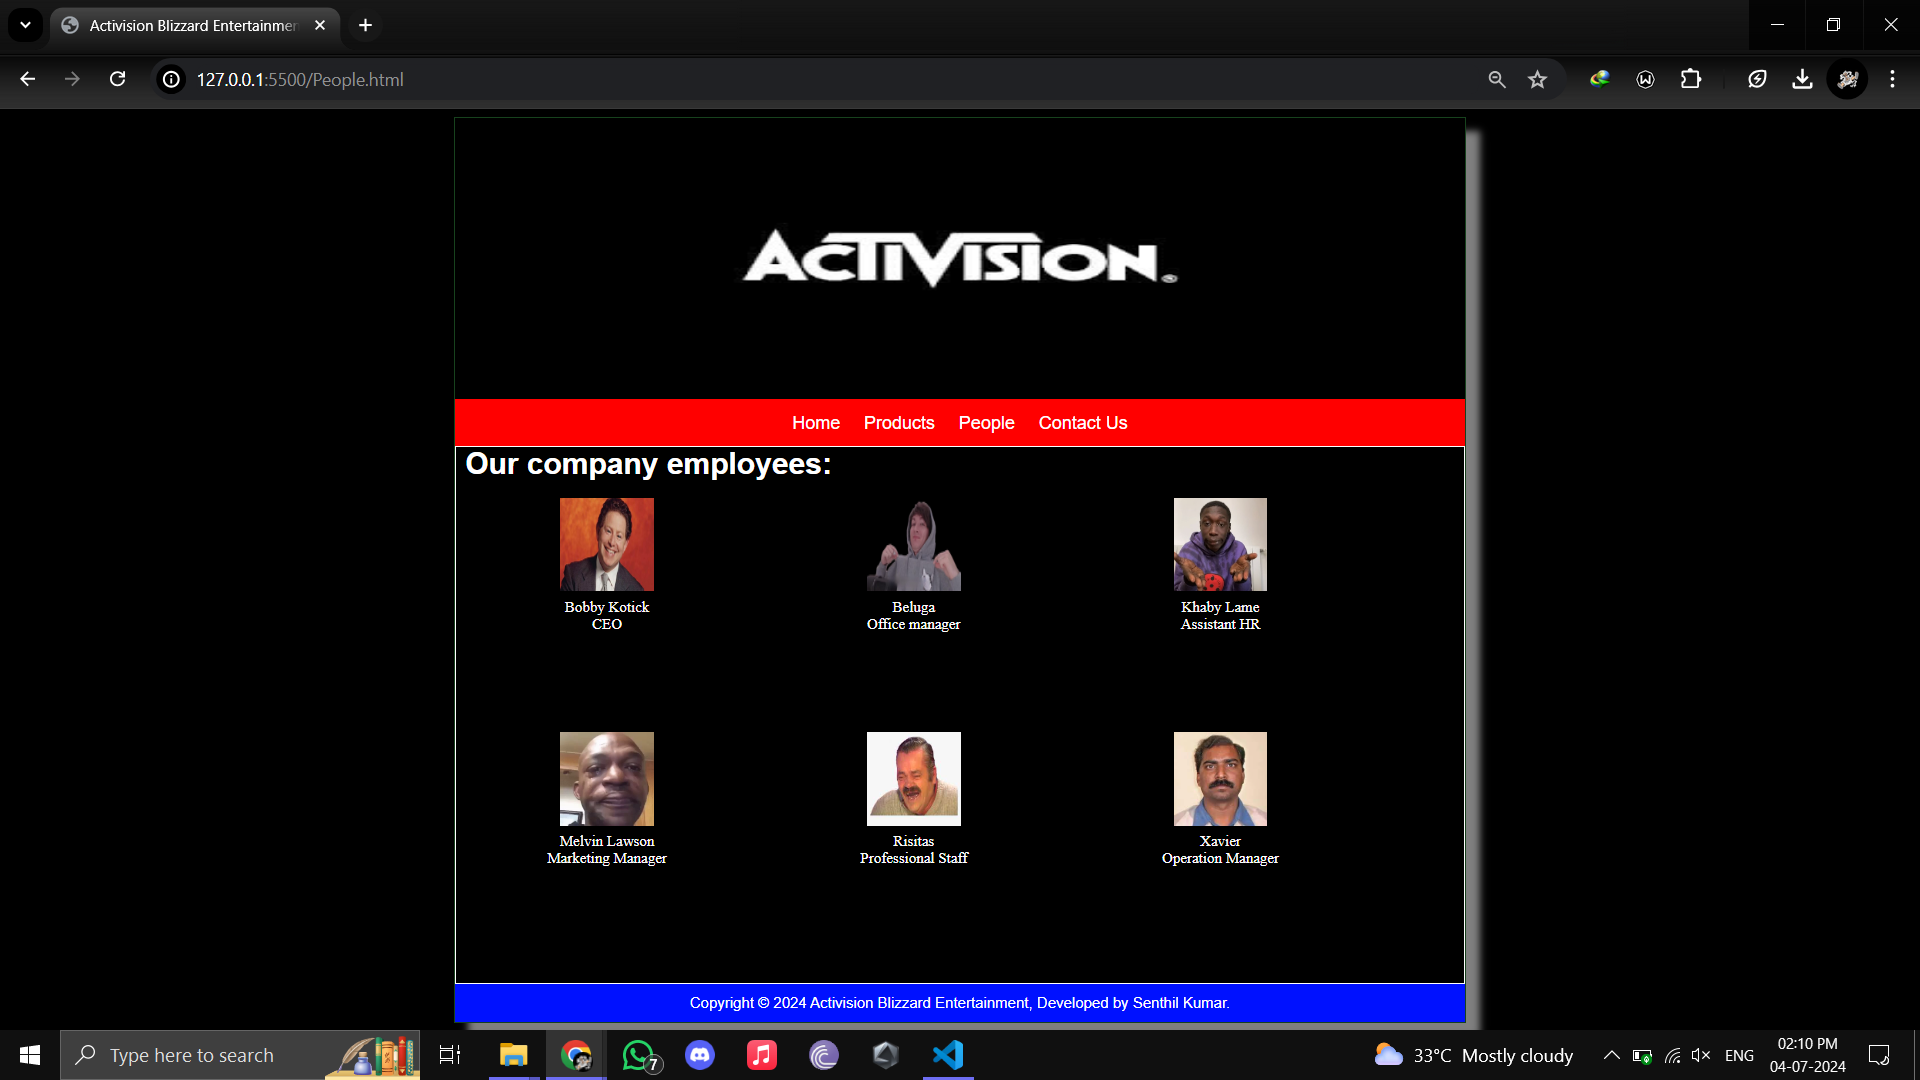 Activision Blizzard Entertainmen
127.0.0.1:5500/People.html
ACTIVISION
Home Products People Contact Us
Our company employees:
Bobby Kotick
CEO
Beluga
Office manager
Khaby Lame
Assistant HR
Melvin Lawson
Marketing Manager
Risitas
Professional Staff
Xavier
Operation Manager
Copyright © 2024 Activision Blizzard Entertainment, Developed by Senthil Kumar.
Type here to search
7
33°C Mostly cloudy
ENG
02:10 PM
04-07-2024